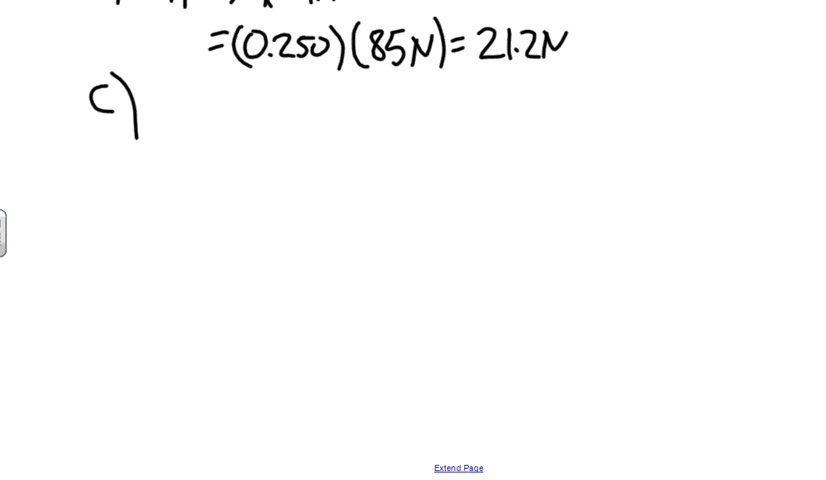 =(0.250)(85N)= 21.2N
C)
Extend Page